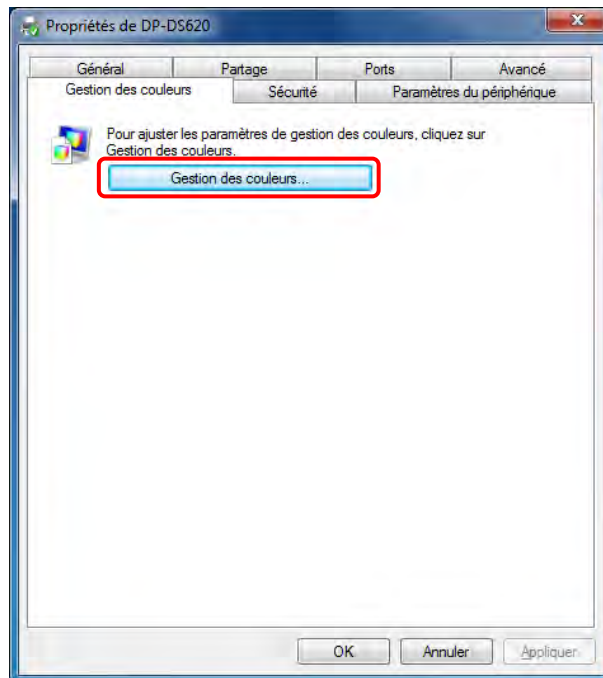 Propriétés de DP-DS620
Général Partage Ports Avancé
Gestion des couleurs Sécurité Paramètres du périphérique
Pour ajuster les paramètres de gestion des couleurs, cliquez sur
Gestion des couleurs.
Gestion des couleurs...
OK Annuler Appliquer